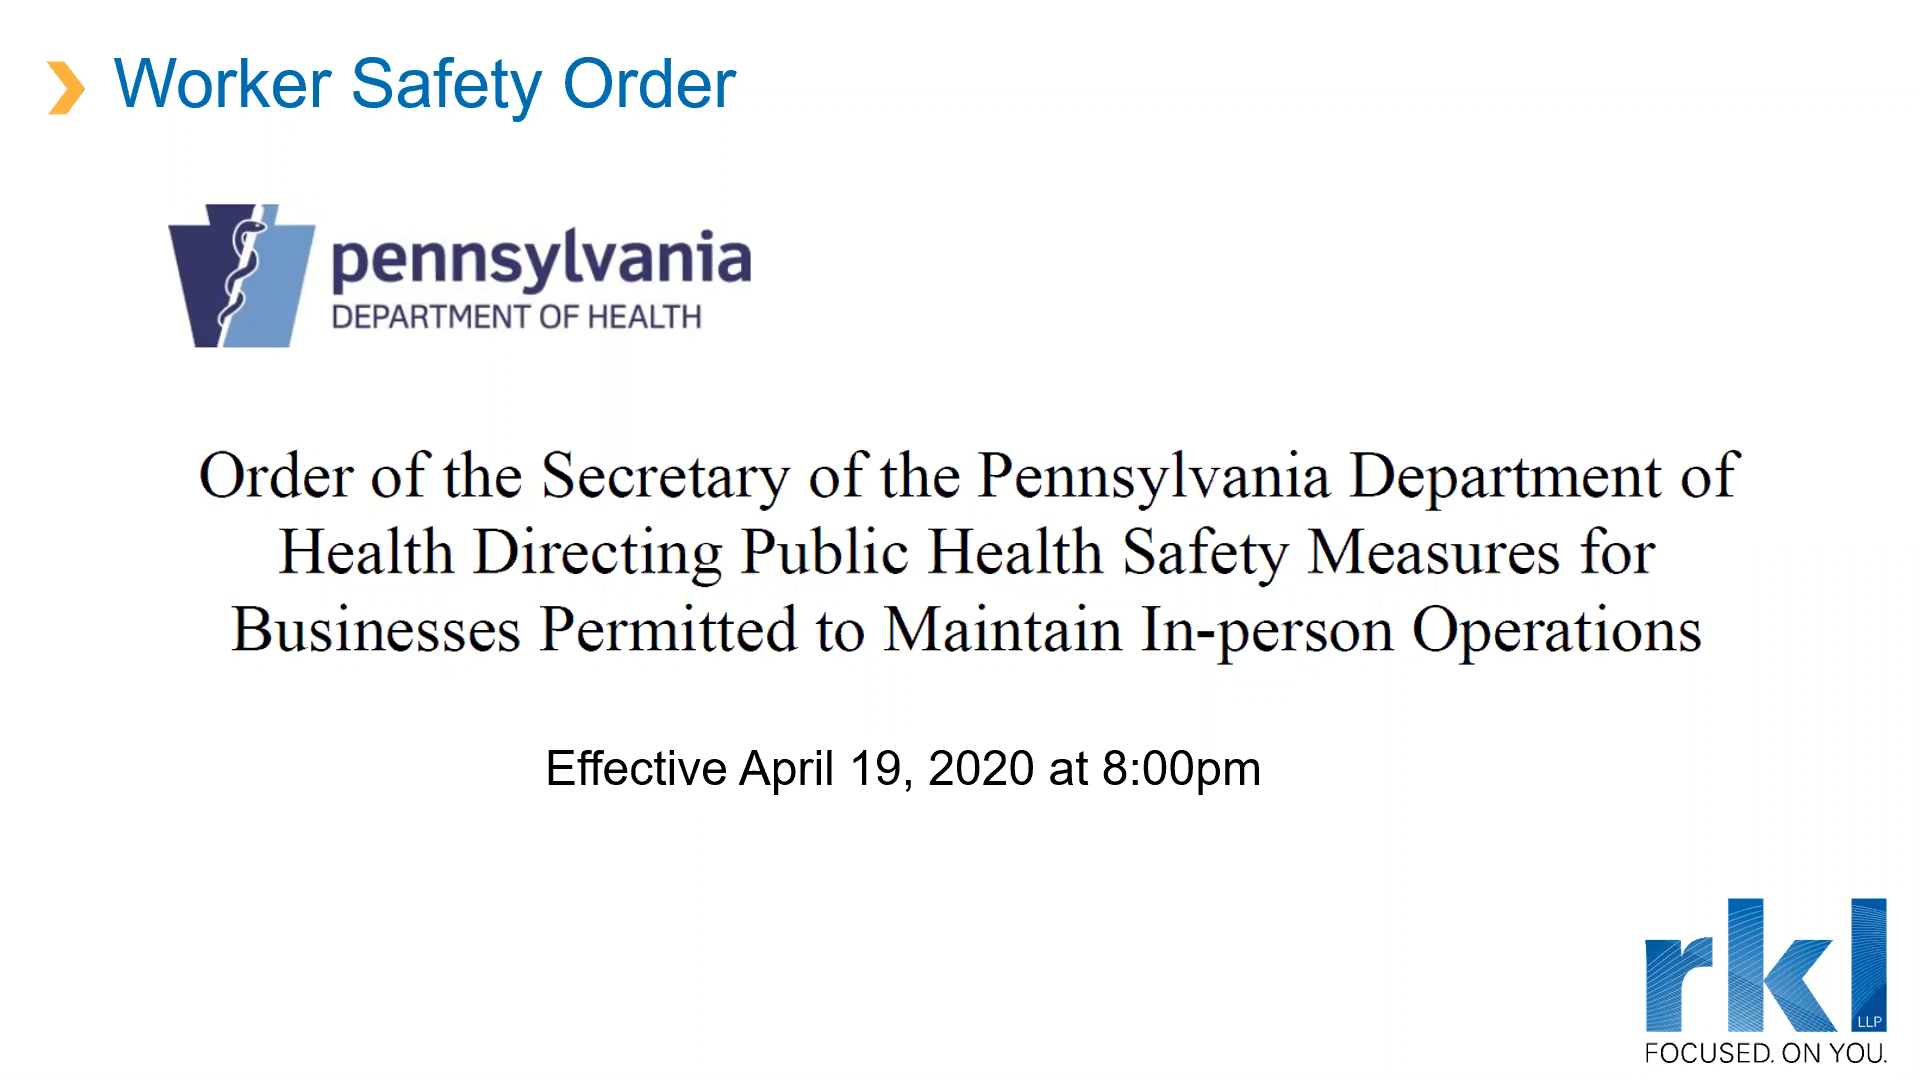 Worker Safety Order
pennsylvania
DEPARTMENT OF HEALTH
Order of the Secretary of the Pennsylvania Department of
Health Directing Public Health Safety Measures for
Businesses Permitted to Maintain In-person Operations
Effective April 19, 2020 at 8:00pm
rkl
LLP
FOCUSED. ON YOU.